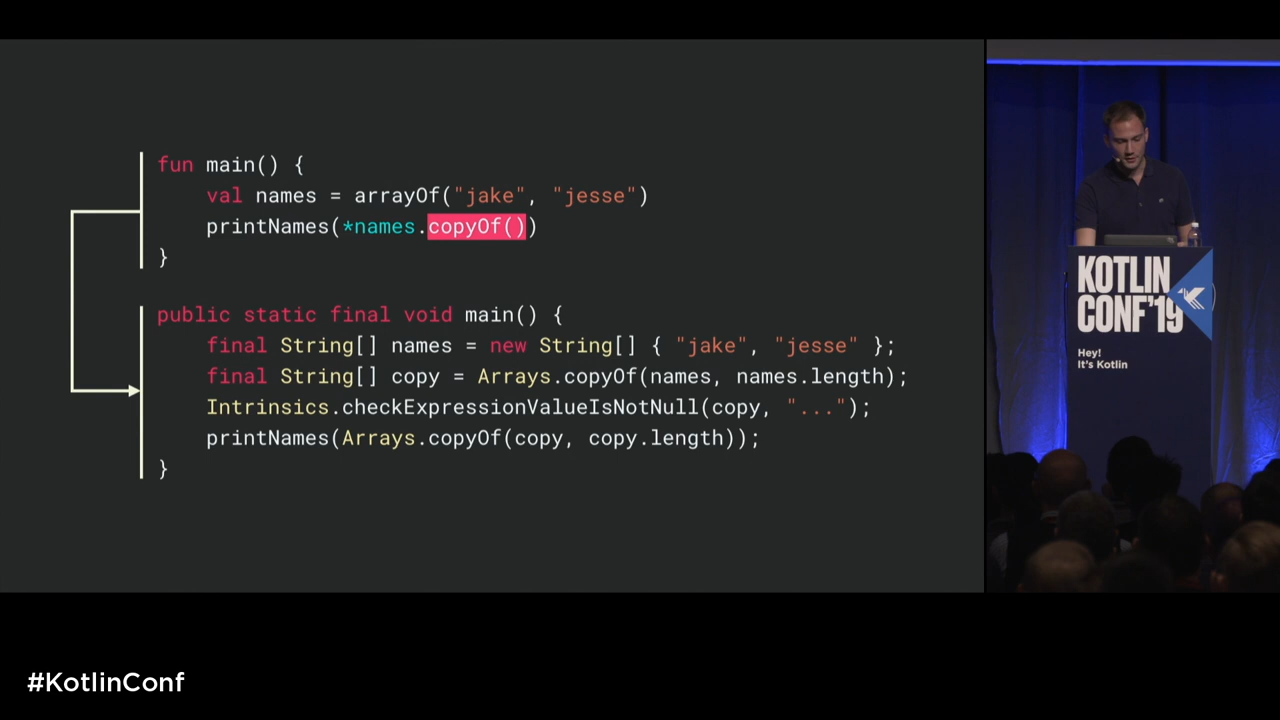 fun main() {
val names = arrayOf("jake", "jesse")
printNames(*names.copyOf())
}
public static final void main() {
final String[] names = new String[] { "jake", "jesse" };
final String[] copy = Arrays.copyOf(names, names.length);
Intrinsics.checkExpressionValueIsNotNull(copy, "...");
printNames(Arrays.copyOf(copy, copy.length));
}
KOTLIN
CONF'19
Hey!
It's Kotlin
#KotlinConf